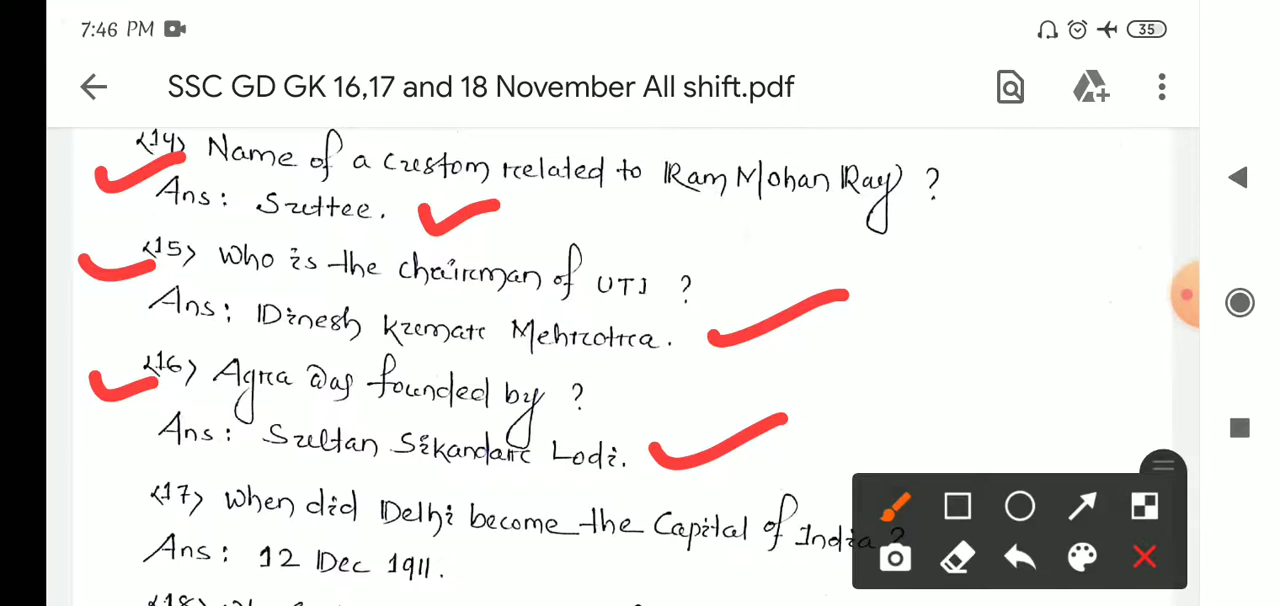 7:46 PM
35
SSC GD GK 16,17 and 18 November All shift.pdf
<14> Name of a custom related to Ram Mohan Ray ?
Ans: Suttee.
<15> Who is the chairman of UTI ?
Ans: Dinesh Kumar Mehrotra.
<16> Agra was founded by ?
Ans: Sultan Sikandar Lodi.
<17> When did Delhi become the Capital of India ?
Ans: 12 Dec 1911.